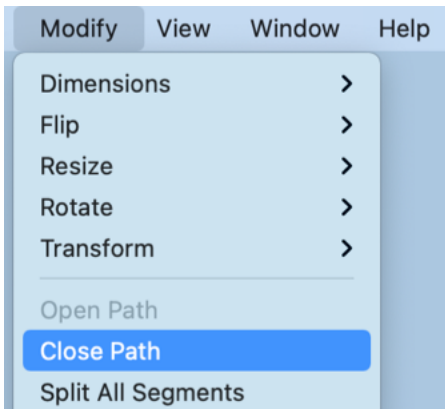 Modify View Window Help
Dimensions
Flip
Resize
Rotate
Transform
Open Path
Close Path
Split All Segments